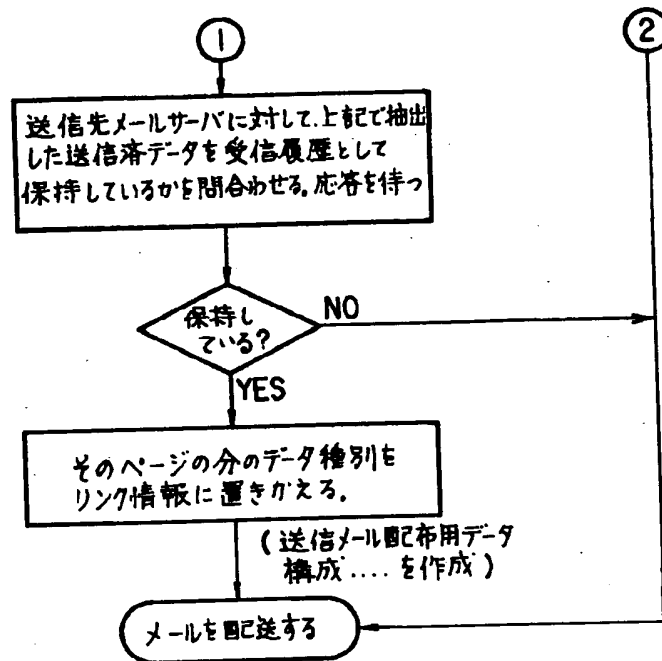 1
2
送信先メールサーバに対して、上記で抽出
した送信済データを受信履歴として
保持しているかを問合わせる。応答を待つ
保持し
ている?
NO
YES
そのページの分のデータ種別を
リンク情報に置きかえる。
(送信メール配布用データ
構成....を作成)
メールを配送する